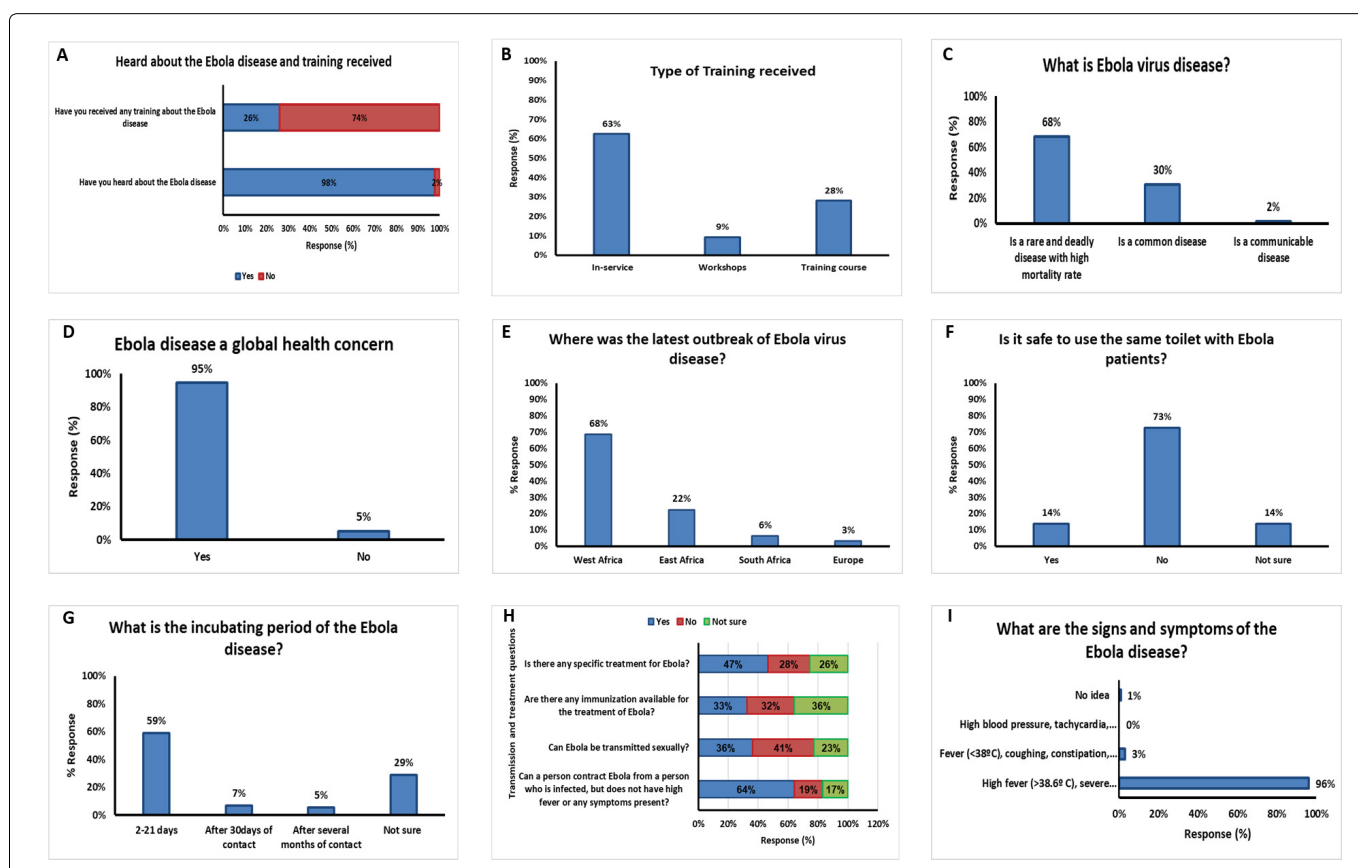 A
Heard about the Ebola disease and training received
Have you received any training about the Ebola
disease
26%
74%
Have you heard about the Ebola disease
98%
2%
0% 10% 20% 30% 40% 50% 60% 70% 80% 90% 100%
Response (%)
Yes No
B
Type of Training received
Response (%)
100%
90%
80%
70%
60%
50%
40%
30%
20%
10%
0%
63%
9%
28%
In-service Workshops Training course
C
What is Ebola virus disease?
Response (%)
100%
80%
60%
40%
20%
0%
68%
30%
2%
Is a rare and deadly
disease with high
mortality rate
Is a common disease
Is a communicable
disease
D
Ebola disease a global health concern
Response (%)
100%
80%
60%
40%
20%
0%
95%
5%
Yes No
E
Where was the latest outbreak of Ebola virus
disease?
% Response
100%
90%
80%
70%
60%
50%
40%
30%
20%
10%
0%
68%
22%
6%
3%
West Africa East Africa South Africa Europe
F
Is it safe to use the same toilet with Ebola
patients?
% Response
100%
90%
80%
70%
60%
50%
40%
30%
20%
10%
0%
14%
73%
14%
Yes No Not sure
G
What is the incubating period of the Ebola
disease?
% Response
100%
80%
60%
40%
20%
0%
59%
7%
5%
29%
2-21 days
After 30days of
contact
After several
months of contact
Not sure
H
Yes No Not sure
Transmission and treatment questions
Is there any specific treatment for Ebola?
47% 28% 26%
Are there any immunization available for
the treatment of Ebola?
33% 32% 36%
Can Ebola be transmitted sexually?
36% 41% 23%
Can a person contract Ebola from a person
who is infected, but does not have high
fever or any symptoms present?
64% 19% 17%
0% 20% 40% 60% 80% 100% 120%
Response (%)
I
What are the signs and symptoms of the
Ebola disease?
No idea
1%
High blood pressure, tachycardia,...
0%
Fever (<38ºC), coughing, constipation,...
3%
High fever (>38.6º C), severe...
96%
0% 20% 40% 60% 80% 100%
Response (%)